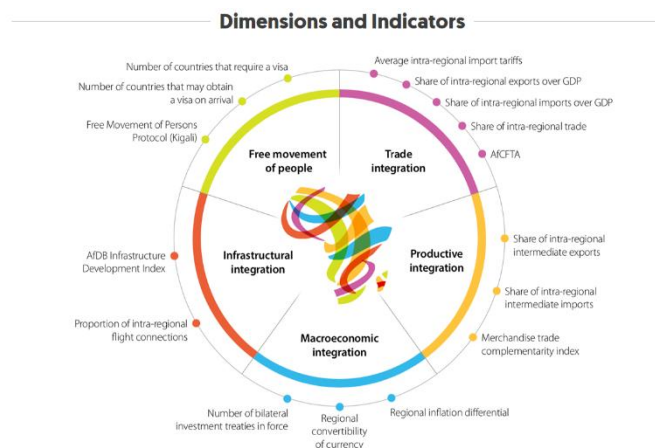 Dimensions and Indicators
Number of countries that require a visa
Number of countries that may obtain
a visa on arrival
Free Movement of Persons
Protocol (Kigali)
Average intra-regional import tariffs
Share of intra-regional exports over GDP
Share of intra-regional imports over GDP
Share of intra-regional trade
AfCFTA
Free movement
of people
Trade
integration
Infrastructural
integration
Productive
integration
Macroeconomic
integration
AfDB Infrastructure
Development Index
Proportion of intra-regional
flight connections
Share of intra-regional
intermediate exports
Share of intra-regional
intermediate imports
Merchandise trade
complementarity index
Number of bilateral
investment treaties in force
Regional
convertibility
of currency
Regional inflation differential